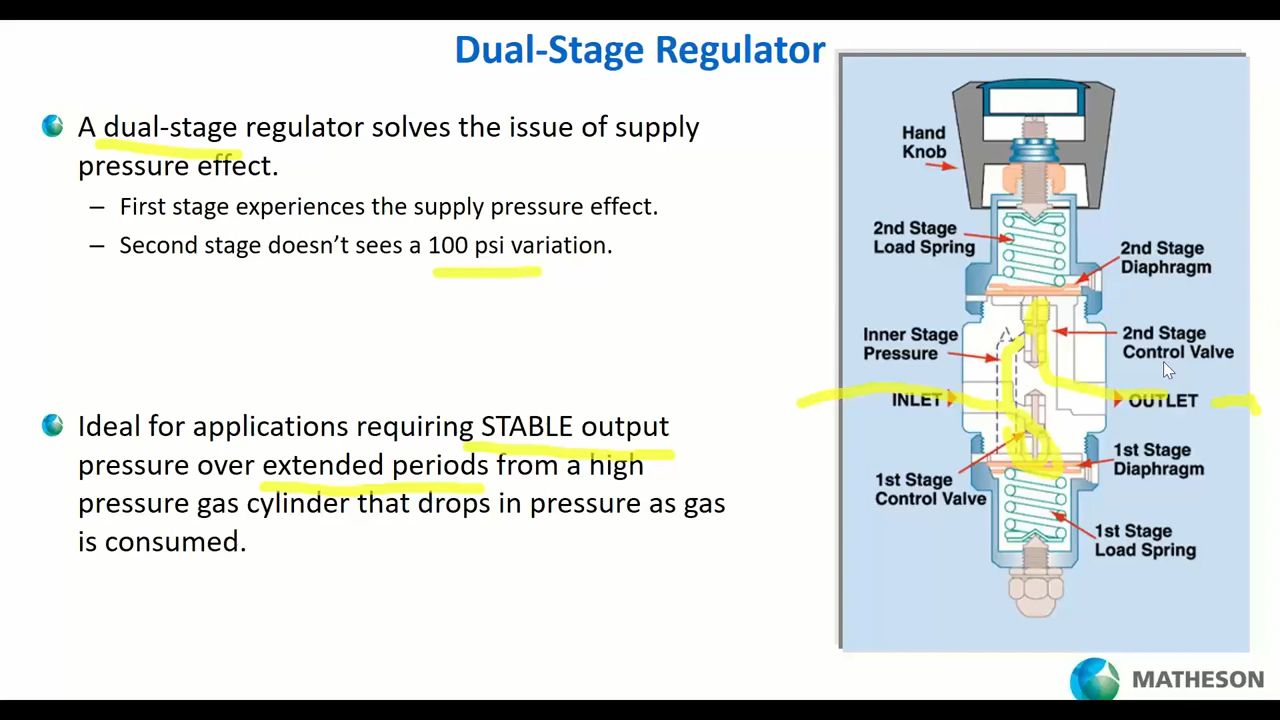 Dual-Stage Regulator
A dual-stage regulator solves the issue of supply
pressure effect.
– First stage experiences the supply pressure effect.
– Second stage doesn’t sees a 100 psi variation.
Ideal for applications requiring STABLE output
pressure over extended periods from a high
pressure gas cylinder that drops in pressure as gas
is consumed.
Hand
Knob
2nd Stage
Load Spring
2nd Stage
Diaphragm
Inner Stage
Pressure
2nd Stage
Control Valve
INLET
OUTLET
1st Stage
Diaphragm
1st Stage
Control Valve
1st Stage
Load Spring
MATHESON